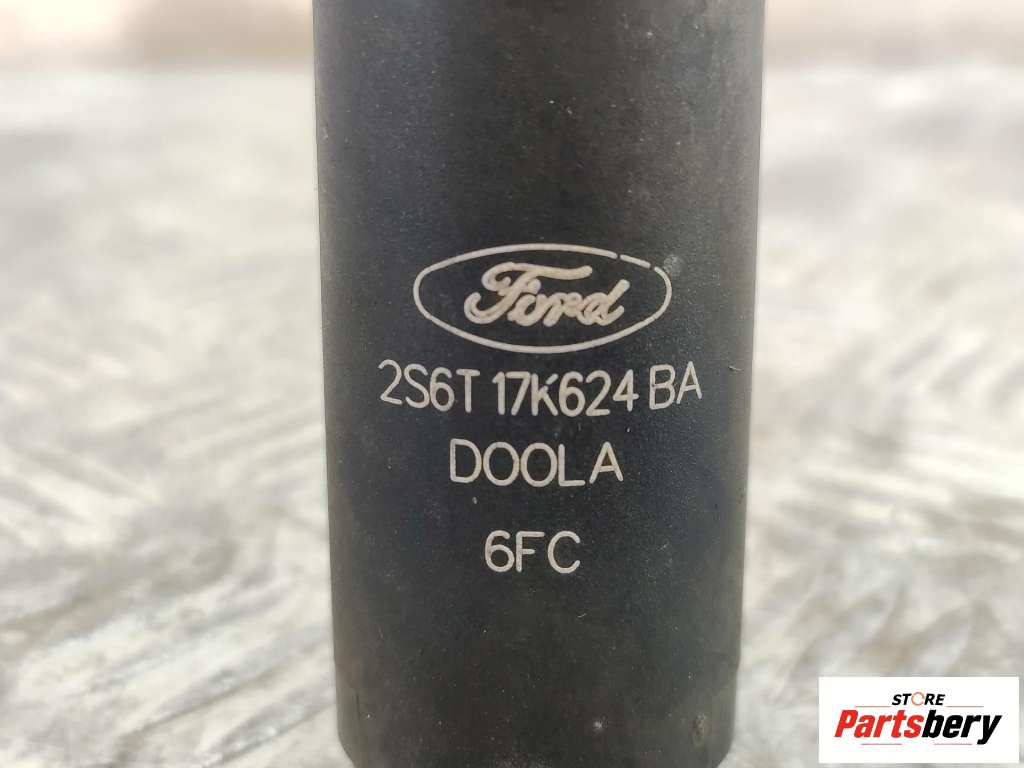 Ford
2S6T 17K624 BA
DOOLA
6FC
STORE
Partsbery